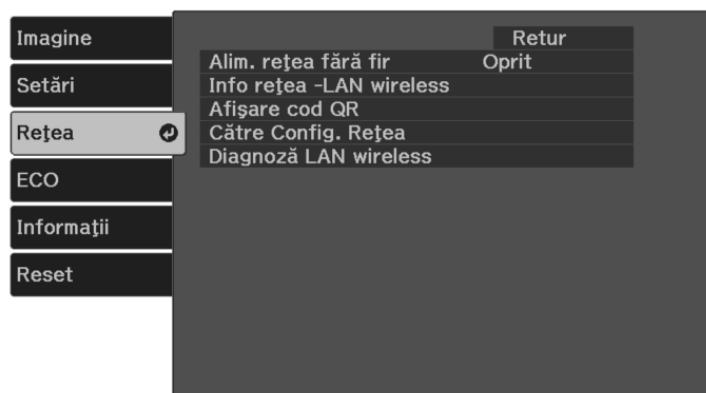 Imagine
Setări
Reţea
ECO
Informaţii
Reset
Retur
Alim. reţea fără fir Oprit
Info reţea -LAN wireless
Afişare cod QR
Către Config. Reţea
Diagnoză LAN wireless